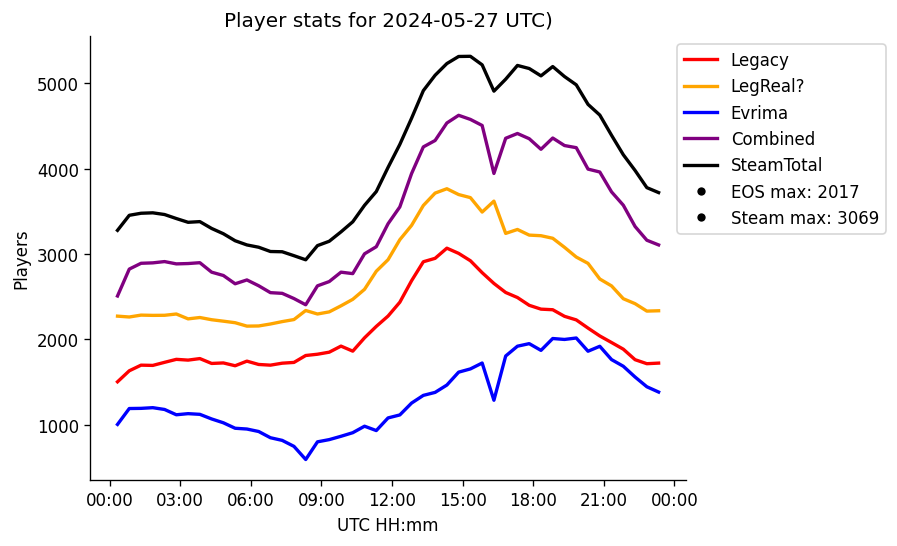 Player stats for 2024-05-27 UTC)
Players
5000
4000
3000
2000
1000
00:00 03:00 06:00 09:00 12:00 15:00 18:00 21:00 00:00
UTC HH:mm
Legacy
LegReal?
Evrima
Combined
SteamTotal
EOS max: 2017
Steam max: 3069